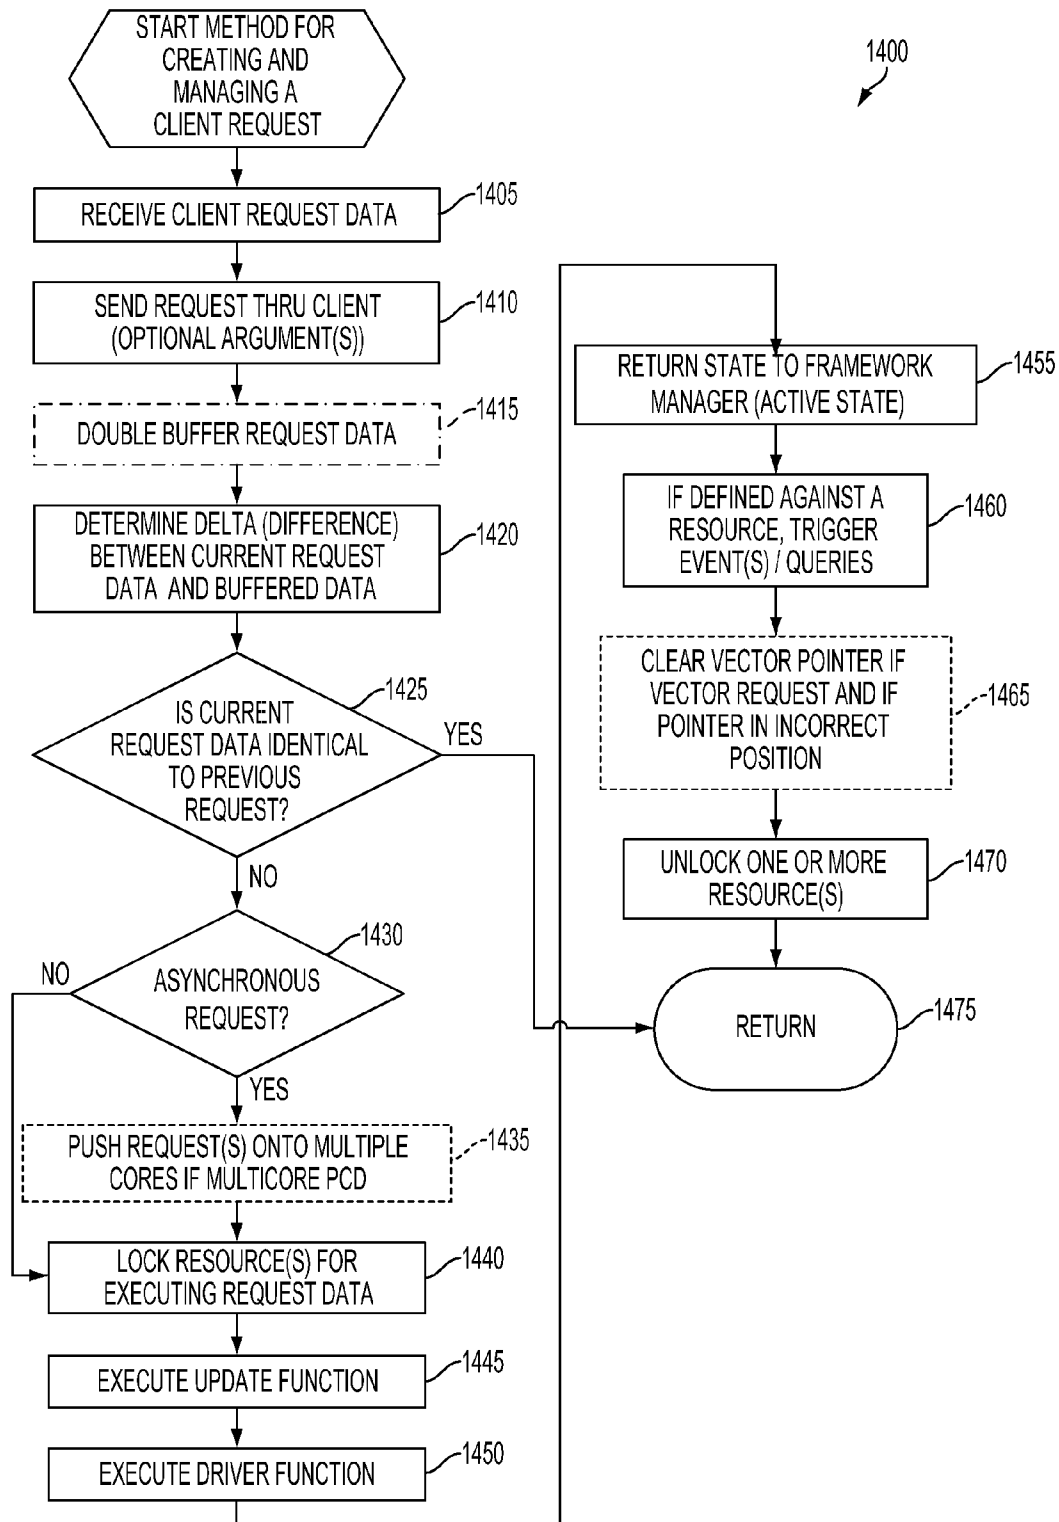 START METHOD FOR
CREATING AND
MANAGING A
CLIENT REQUEST
1400
RECEIVE CLIENT REQUEST DATA
1405
SEND REQUEST THRU CLIENT
(OPTIONAL ARGUMENT(S))
1410
DOUBLE BUFFER REQUEST DATA
1415
DETERMINE DELTA (DIFFERENCE)
BETWEEN CURRENT REQUEST
DATA AND BUFFERED DATA
1420
IS CURRENT
REQUEST DATA IDENTICAL
TO PREVIOUS
REQUEST?
1425
YES
NO
ASYNCHRONOUS
REQUEST?
1430
NO
YES
PUSH REQUEST(S) ONTO MULTIPLE
CORES IF MULTICORE PCD
1435
LOCK RESOURCE(S) FOR
EXECUTING REQUEST DATA
1440
EXECUTE UPDATE FUNCTION
1445
EXECUTE DRIVER FUNCTION
1450
RETURN STATE TO FRAMEWORK
MANAGER (ACTIVE STATE)
1455
IF DEFINED AGAINST A
RESOURCE, TRIGGER
EVENT(S) / QUERIES
1460
CLEAR VECTOR POINTER IF
VECTOR REQUEST AND IF
POINTER IN INCORRECT
POSITION
1465
UNLOCK ONE OR MORE
RESOURCE(S)
1470
RETURN
1475